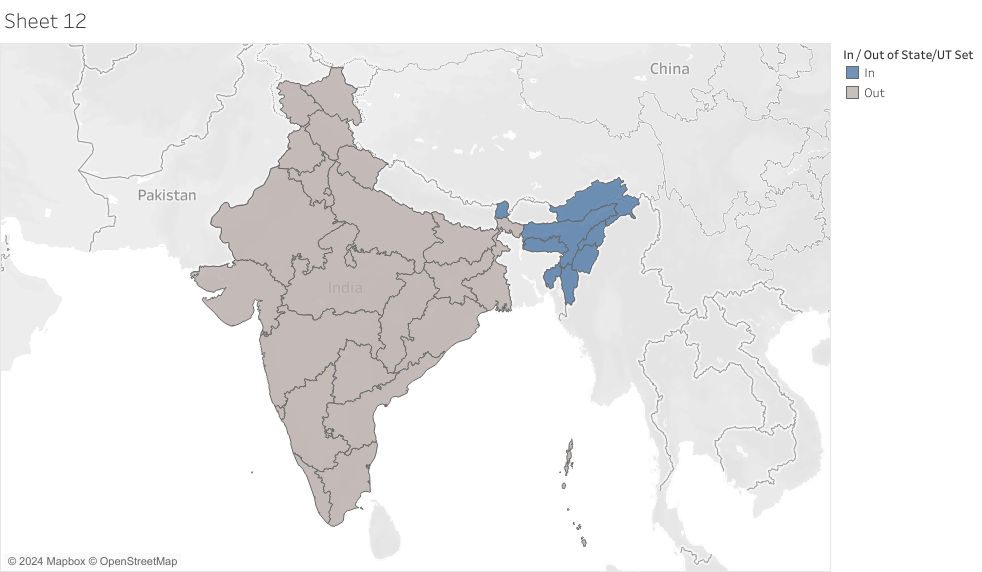 Sheet 12
In / Out of State/UT Set
In
Out
China
Pakistan
India
© 2024 Mapbox © OpenStreetMap